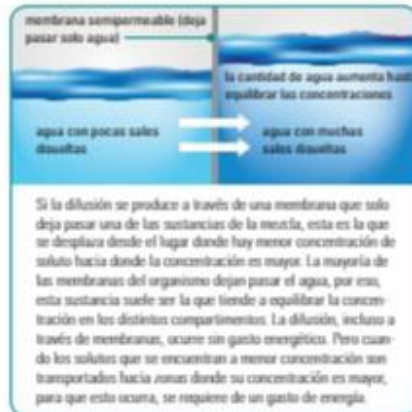 membrana semipermeable (deja
pasar solo agua)
la cantidad de agua aumenta hasta
equilibrar las concentraciones
agua con pocas sales
disueltas
agua con muchas
sales disueltas
Si la difusión se produce a través de una membrana que solo
deja pasar una de las sustancias de la mezcla, esta es la que
se desplaza desde el lugar donde hay menor concentración de
soluto hacia donde la concentración es mayor. La mayoría de
las membranas del organismo dejan pasar el agua, por eso,
esta sustancia suele ser la que tiende a equilibrar la concen-
tración en los distintos compartimentos. La difusión, incluso a
través de membranas, ocurre sin gasto energético. Pero cuan-
do los solutos que se encuentran a menor concentración son
transportados hacia zonas donde su concentración es mayor,
para que esto ocurra, se requiere de un gasto de energía.